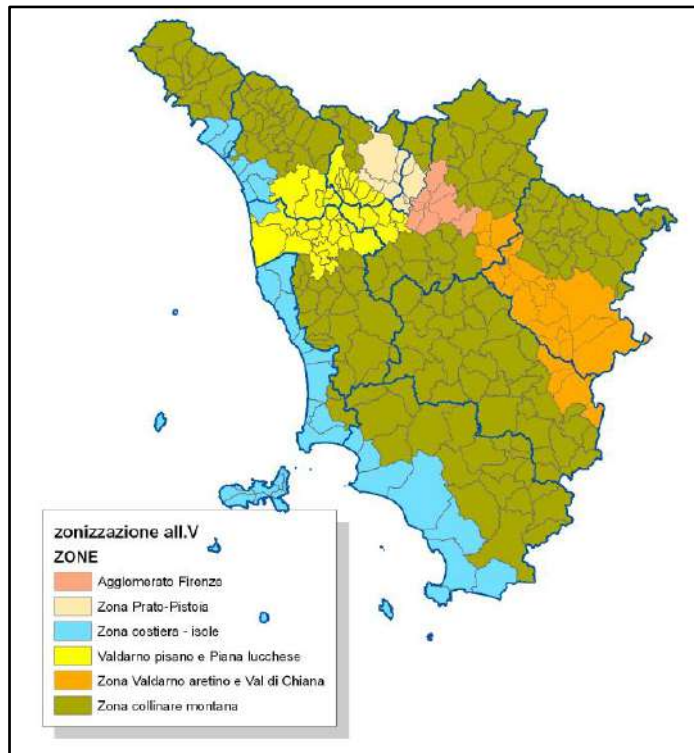 zonizzazione all.V
ZONE
Agglomerato Firenze
Zona Prato-Pistoia
Zona costiera - isole
Valdarno pisano e Piana lucchese
Zona Valdarno aretino e Val di Chiana
Zona collinare montana